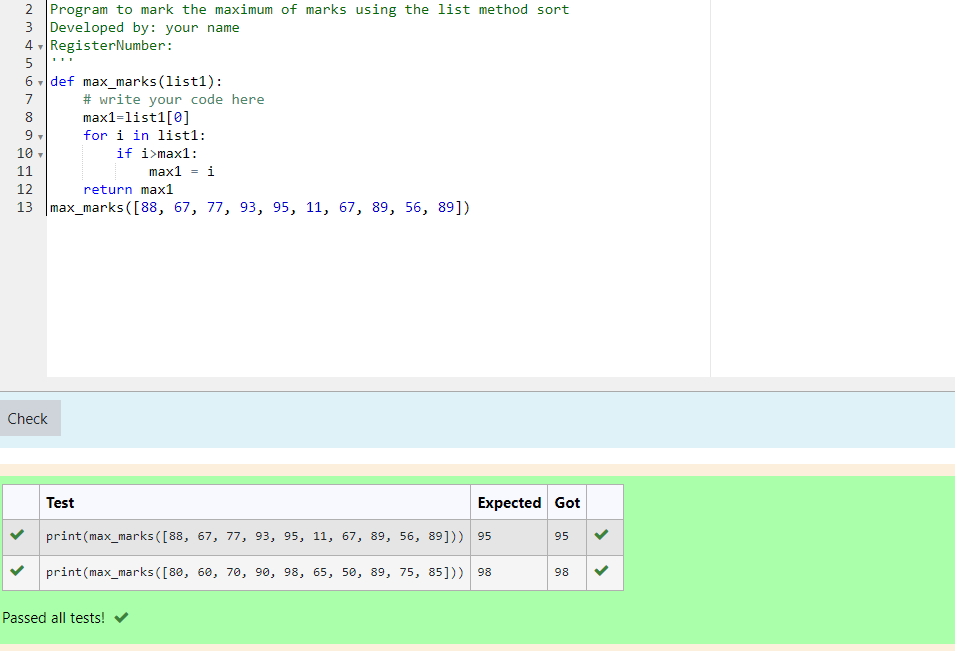 2 Program to mark the maximum of marks using the list method sort
3 Developed by: your name
4 RegisterNumber:
5 '''
6 def max_marks(list1):
7     # write your code here
8     max1=list1[0]
9     for i in list1:
10         if i>max1:
11             max1 = i
12     return max1
13 max_marks([88, 67, 77, 93, 95, 11, 67, 89, 56, 89])
Check
Test Expected Got
print(max_marks([88, 67, 77, 93, 95, 11, 67, 89, 56, 89])) 95 95
print(max_marks([80, 60, 70, 90, 98, 65, 50, 89, 75, 85])) 98 98
Passed all tests!